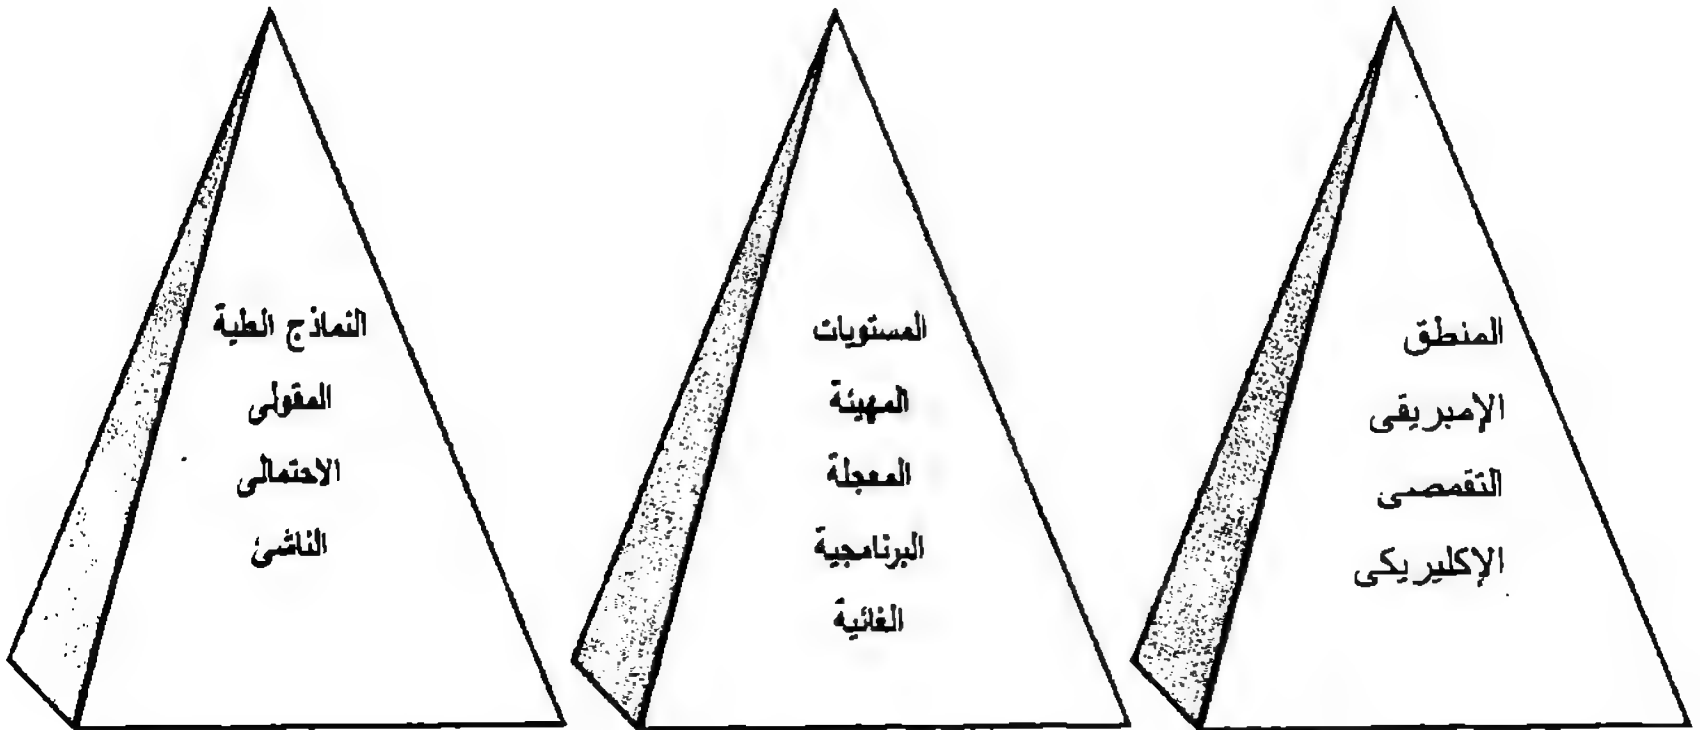 المنطق
الإمبريقى
التقمصى
الإكليريكى
المستويات
المهيئة
المعجلة
البرنامجية
الغائية
النماذج العلية
المقولى
الاحتمالى
الناشئ